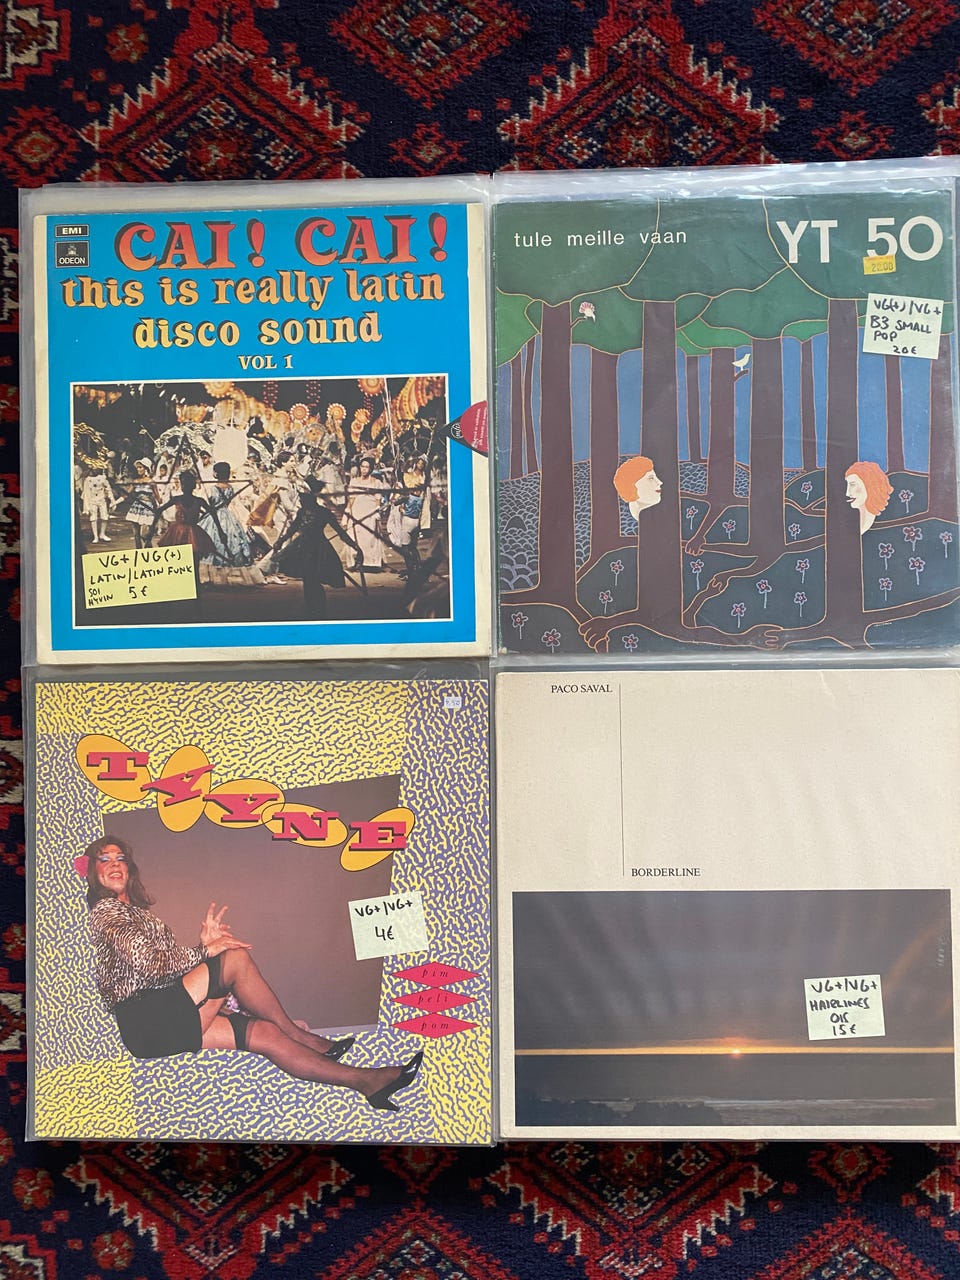 EMI
ODEON
CAI! CAI!
this is really latin
disco sound
VOL 1
VG+/VG(+)
LATIN/LATIN FUNK
SOI
HYVIN
5€
tule meille vaan
YT 50
20.00
VG(+)/VG+
B3 SMALL
POP
20€
TYYNE
VG+/VG+
4€
pim
peli
pom
PACO SAVAL
BORDERLINE
VG+/VG+
HAIRLINES
OIS
15€